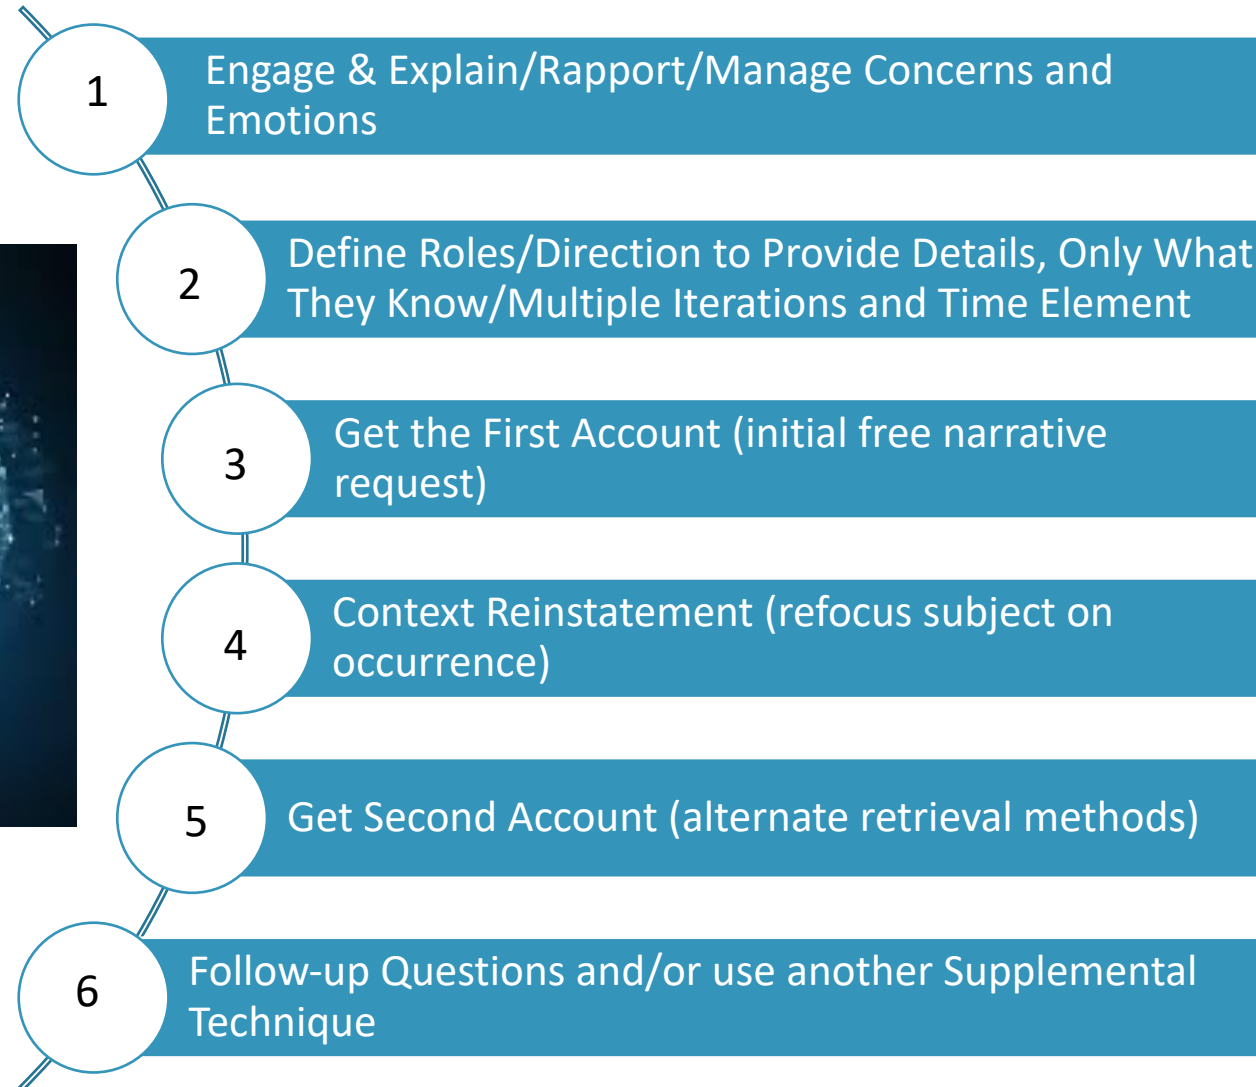 1
Engage & Explain/Rapport/Manage Concerns and
Emotions
2
Define Roles/Direction to Provide Details, Only What
They Know/Multiple Iterations and Time Element
3
Get the First Account (initial free narrative
request)
4
Context Reinstatement (refocus subject on
occurrence)
5
Get Second Account (alternate retrieval methods)
6
Follow-up Questions and/or use another Supplemental
Technique